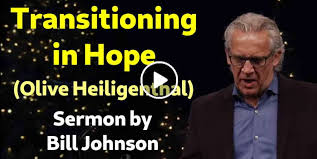 Transitioning
in Hope
(Olive Heiligenthal)
Sermon by
Bill Johnson